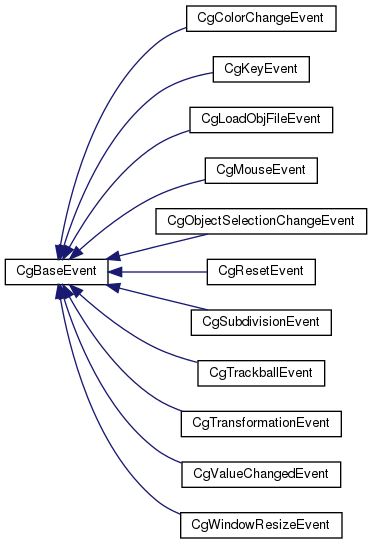 CgColorChangeEvent
CgKeyEvent
CgLoadObjFileEvent
CgMouseEvent
CgObjectSelectionChangeEvent
CgBaseEvent
CgResetEvent
CgSubdivisionEvent
CgTrackballEvent
CgTransformationEvent
CgValueChangedEvent
CgWindowResizeEvent